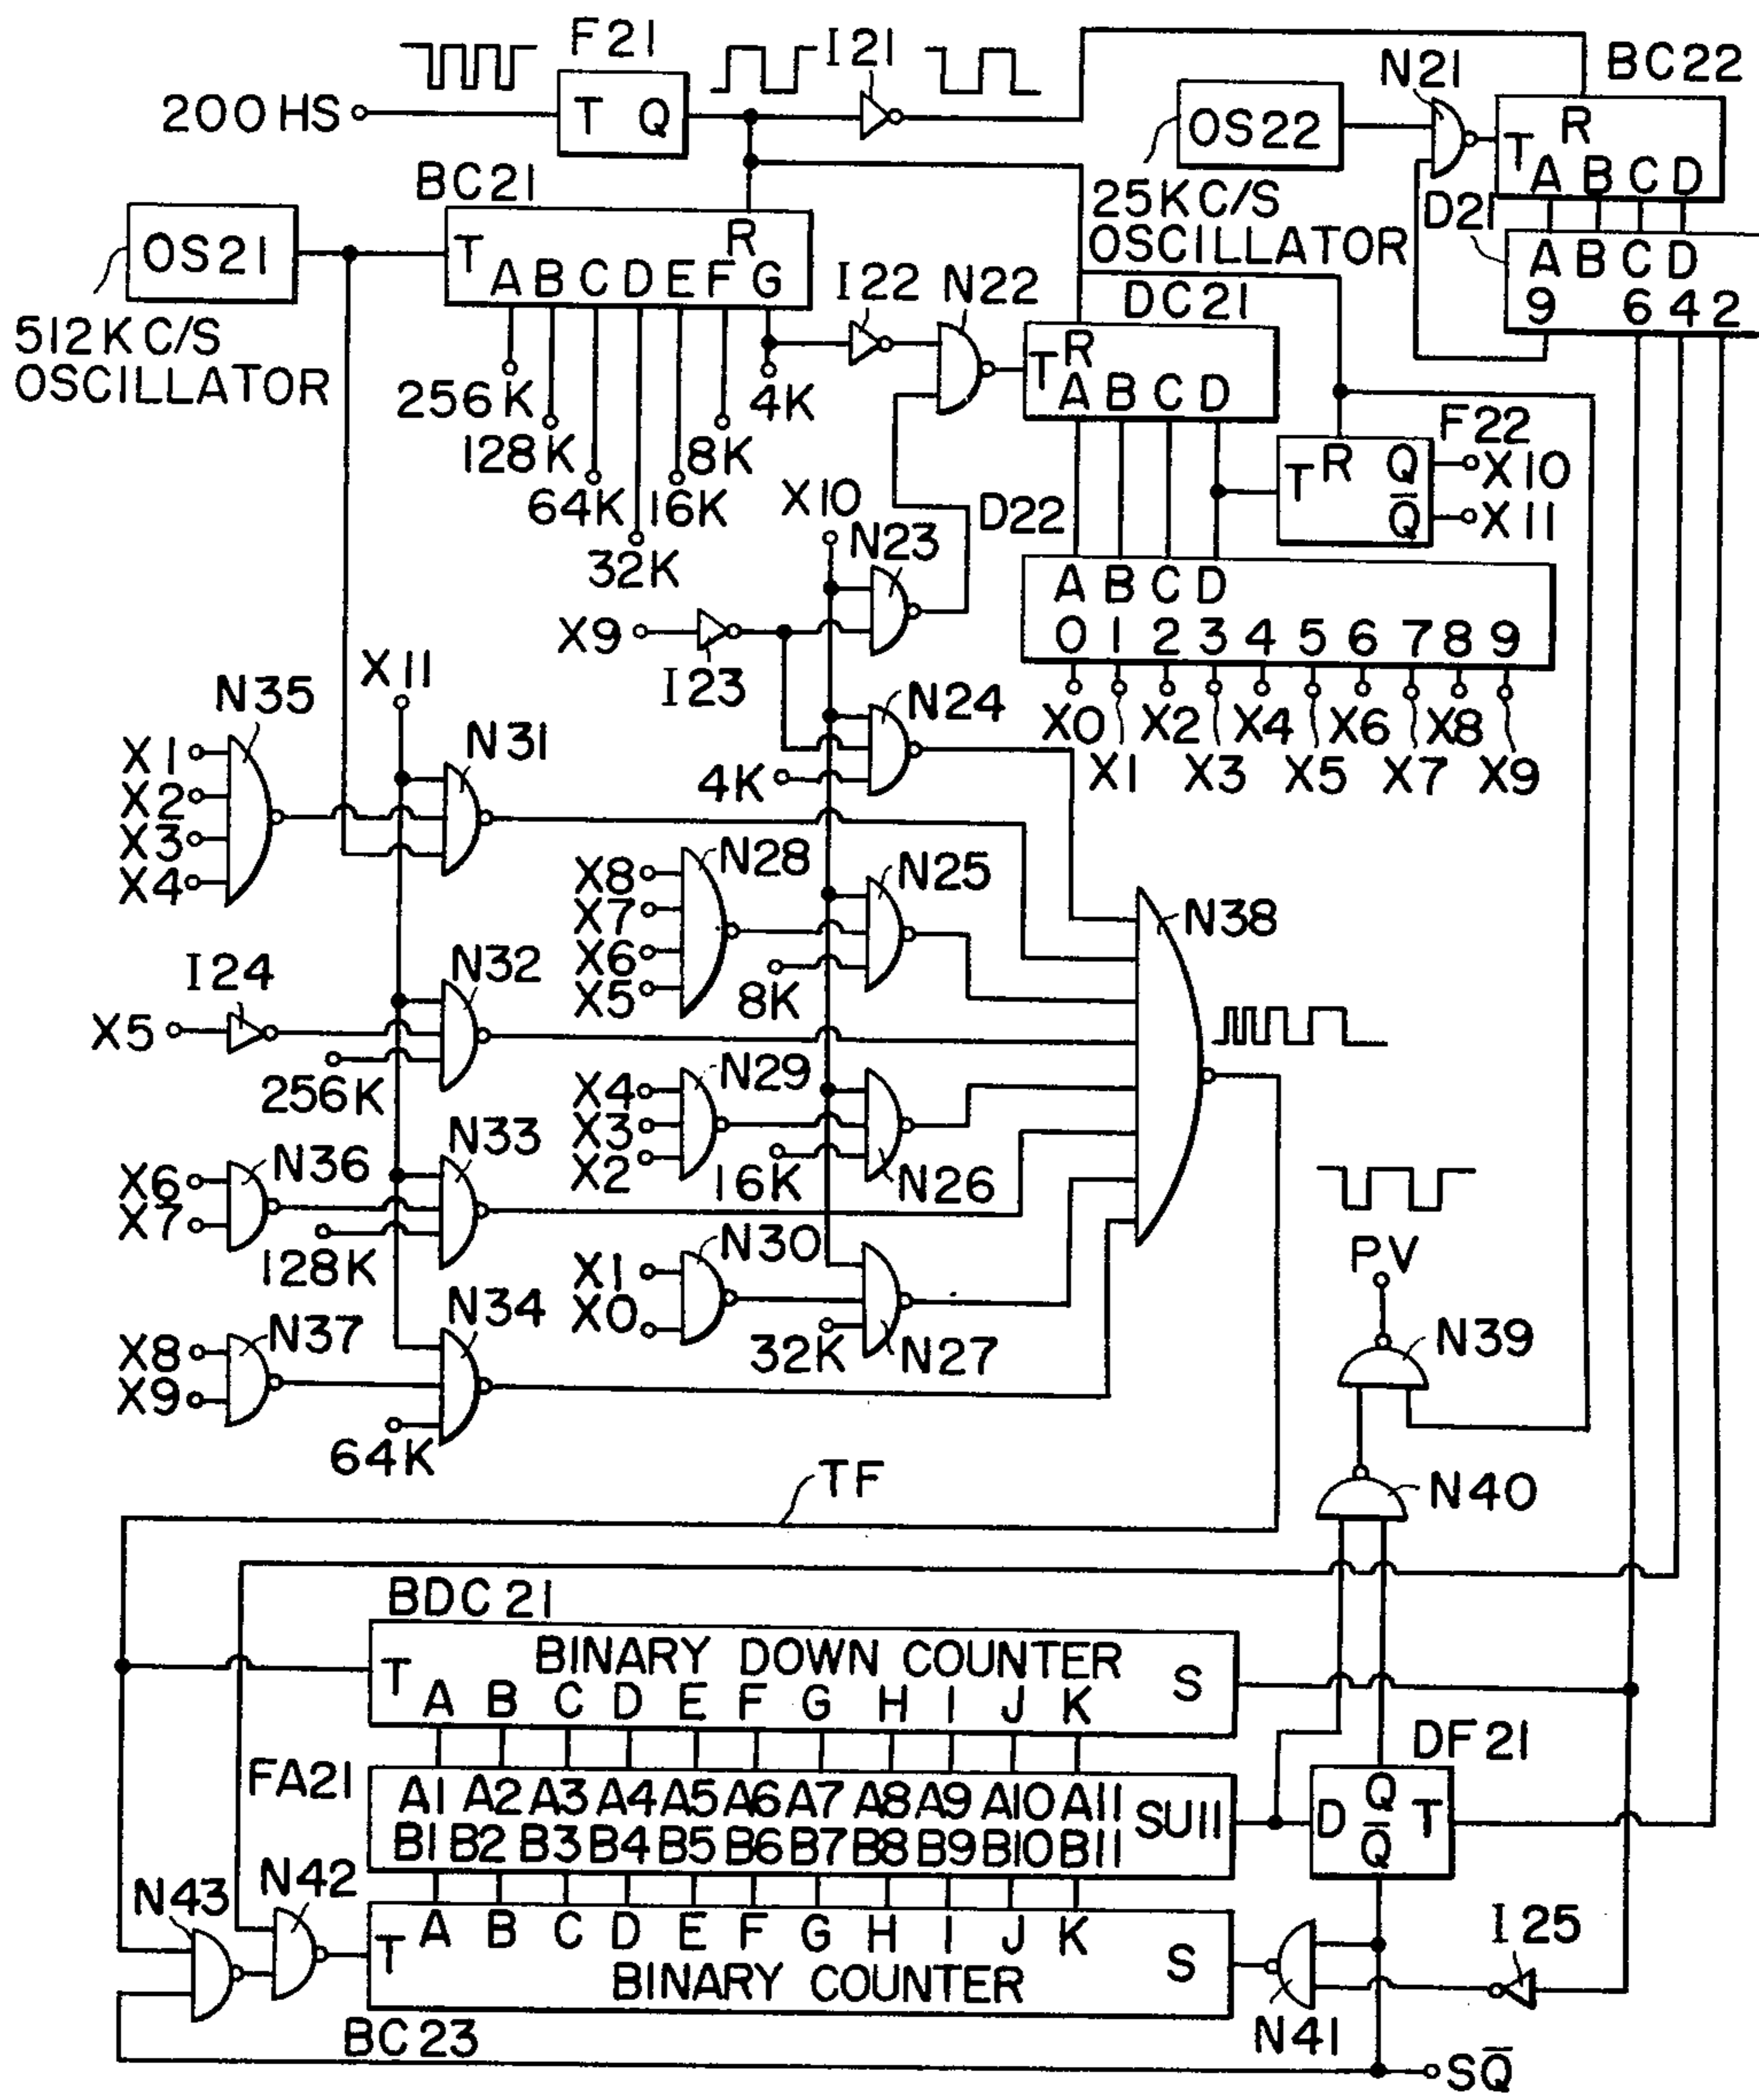 F21
I21
N21
BC22
200 HS
T Q
OS22
T R
A B C D
BC21
25K C/S
OSCILLATOR
D21
A B C D
9 6 4 2
OS21
T R
A B C D E F G
512K C/S
OSCILLATOR
I22
N22
DC21
T R
A B C D
256K
128K
64K
32K
16K
8K
4K
F22
T R Q
Q̅
X10
X11
X10
N23
D22
A B C D
0 1 2 3 4 5 6 7 8 9
X9
I23
X0 X2 X4 X6 X8
X1 X3 X5 X7 X9
X11
N35
N31
N24
4K
X1
X2
X3
X4
N28
N25
N38
X8
X7
X6
X5
8K
I24
N32
X5
256K
N29
X4
X3
X2
16K
N26
N36
N33
X6
X7
128K
N30
X1
X0
32K
N27
PV
N37
N34
X8
X9
64K
N39
TF
N40
BDC21
BINARY DOWN COUNTER
T A B C D E F G H I J K S
FA21
A1 A2 A3 A4 A5 A6 A7 A8 A9 A10 A11
B1 B2 B3 B4 B5 B6 B7 B8 B9 B10 B11
SU11
DF21
D Q T
Q̅
N43
N42
T A B C D E F G H I J K S
BINARY COUNTER
BC23
N41
I25
SQ̅